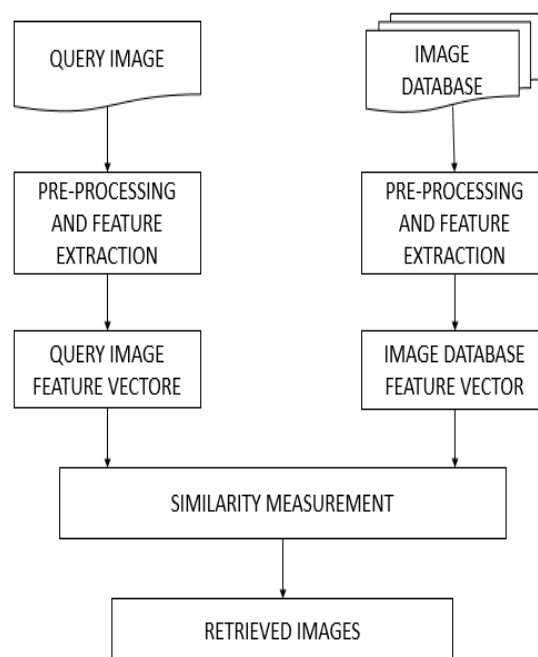 QUERY IMAGE
IMAGE
DATABASE
PRE-PROCESSING
AND FEATURE
EXTRACTION
PRE-PROCESSING
AND FEATURE
EXTRACTION
QUERY IMAGE
FEATURE VECTORE
IMAGE DATABASE
FEATURE VECTOR
SIMILARITY MEASUREMENT
RETRIEVED IMAGES